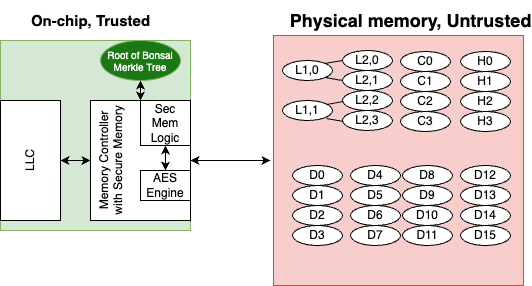 On-chip, Trusted
Physical memory, Untrusted
Root of Bonsal
Merkle Tree
LLC
Memory Controller
with Secure Memory
Sec
Mem
Logic
AES
Engine
L1,0
L1,1
L2,0
L2,1
L2,2
L2,3
C0
C1
C2
C3
H0
H1
H2
H3
D0
D1
D2
D3
D4
D5
D6
D7
D8
D9
D10
D11
D12
D13
D14
D15